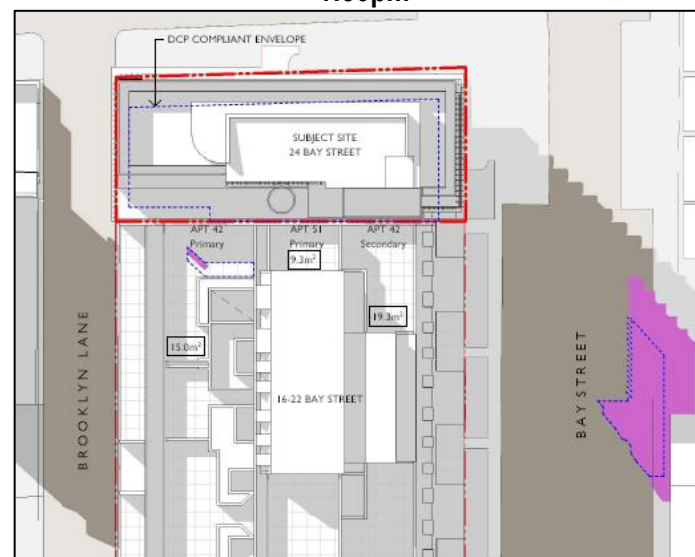 DCP COMPLIANT ENVELOPE
SUBJECT SITE
24 BAY STREET
APT 42
Primary
APT 51
Primary
APT 42
Secondary
9.3m²
15.0m²
19.3m²
16-22 BAY STREET
BROOKLYN LANE
BAY STREET